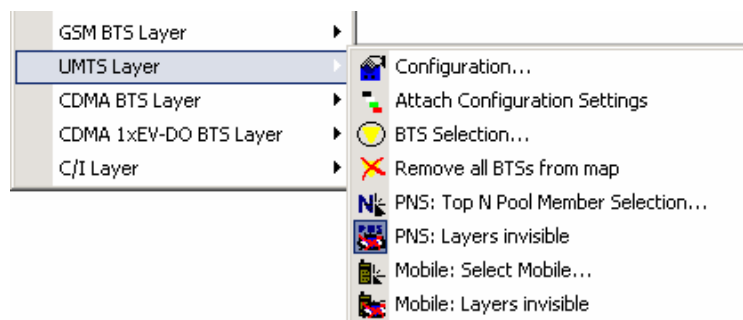 GSM BTS Layer
UMTS Layer
CDMA BTS Layer
CDMA 1xEV-DO BTS Layer
C/I Layer
Configuration...
Attach Configuration Settings
BTS Selection...
Remove all BTSs from map
PNS: Top N Pool Member Selection...
PNS: Layers invisible
Mobile: Select Mobile...
Mobile: Layers invisible